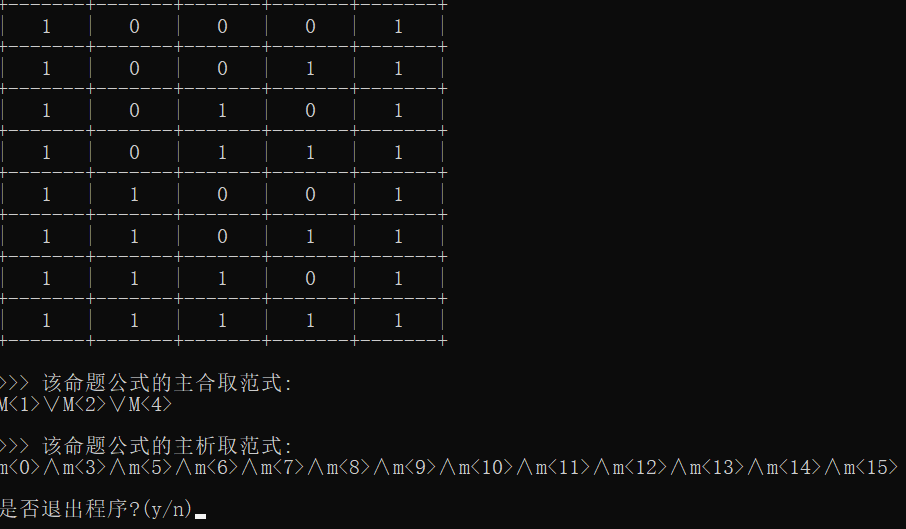 +-------+-------+-------+-------+-------+
| 1 | 0 | 0 | 0 | 1 |
+-------+-------+-------+-------+-------+
| 1 | 0 | 0 | 1 | 1 |
+-------+-------+-------+-------+-------+
| 1 | 0 | 1 | 0 | 1 |
+-------+-------+-------+-------+-------+
| 1 | 0 | 1 | 1 | 1 |
+-------+-------+-------+-------+-------+
| 1 | 1 | 0 | 0 | 1 |
+-------+-------+-------+-------+-------+
| 1 | 1 | 0 | 1 | 1 |
+-------+-------+-------+-------+-------+
| 1 | 1 | 1 | 0 | 1 |
+-------+-------+-------+-------+-------+
| 1 | 1 | 1 | 1 | 1 |
+-------+-------+-------+-------+-------+
>>> 该命题公式的主合取范式:
M<1>∨M<2>∨M<4>
>>> 该命题公式的主析取范式:
m<0>∧m<3>∧m<5>∧m<6>∧m<7>∧m<8>∧m<9>∧m<10>∧m<11>∧m<12>∧m<13>∧m<14>∧m<15>
是否退出程序?(y/n)